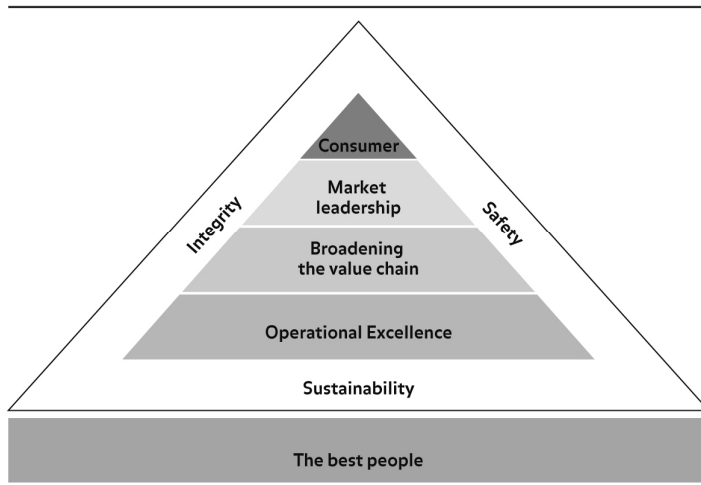 Consumer
Market
leadership
Integrity
Safety
Broadening
the value chain
Operational Excellence
Sustainability
The best people